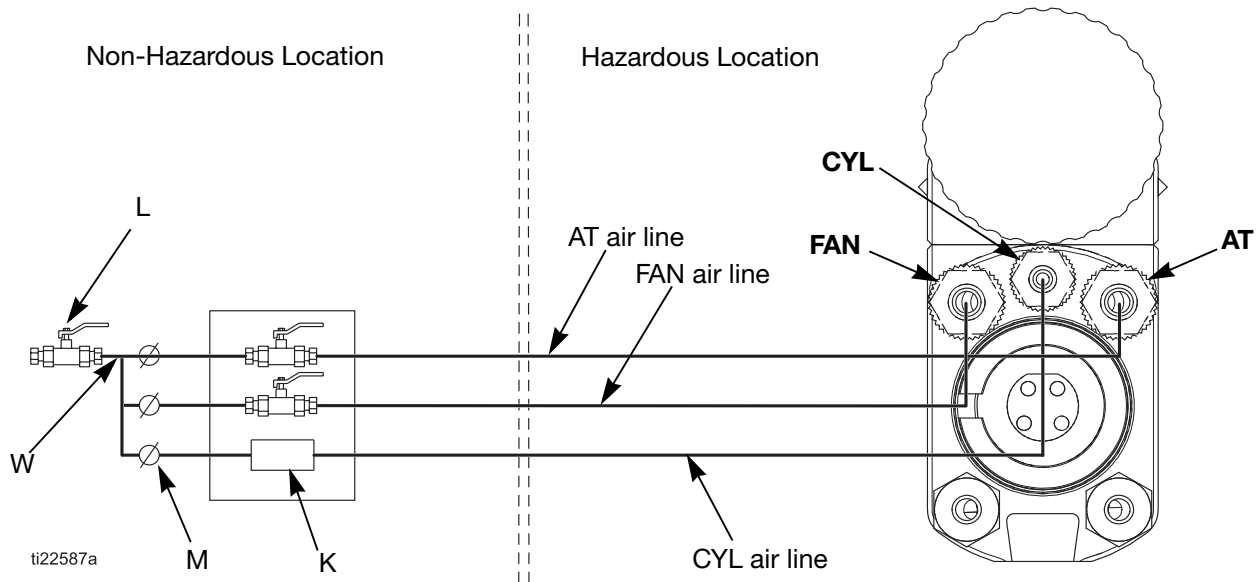 Non-Hazardous Location
Hazardous Location
CYL
L
AT air line
FAN
AT
FAN air line
W
M
K
CYL air line
ti22587a